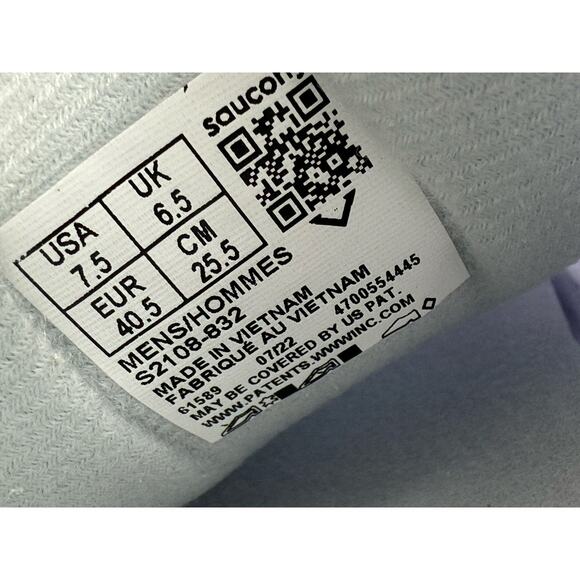 saucony
USA 7.5
UK 6.5
EUR 40.5
CM 25.5
MENS/HOMMES
S2108-832
MADE IN VIETNAM
FABRIQUÉ AU VIETNAM
61589 07/22 4700554445
MAY BE COVERED BY US PAT-
WWW.PATENTS.WWWINC.COM